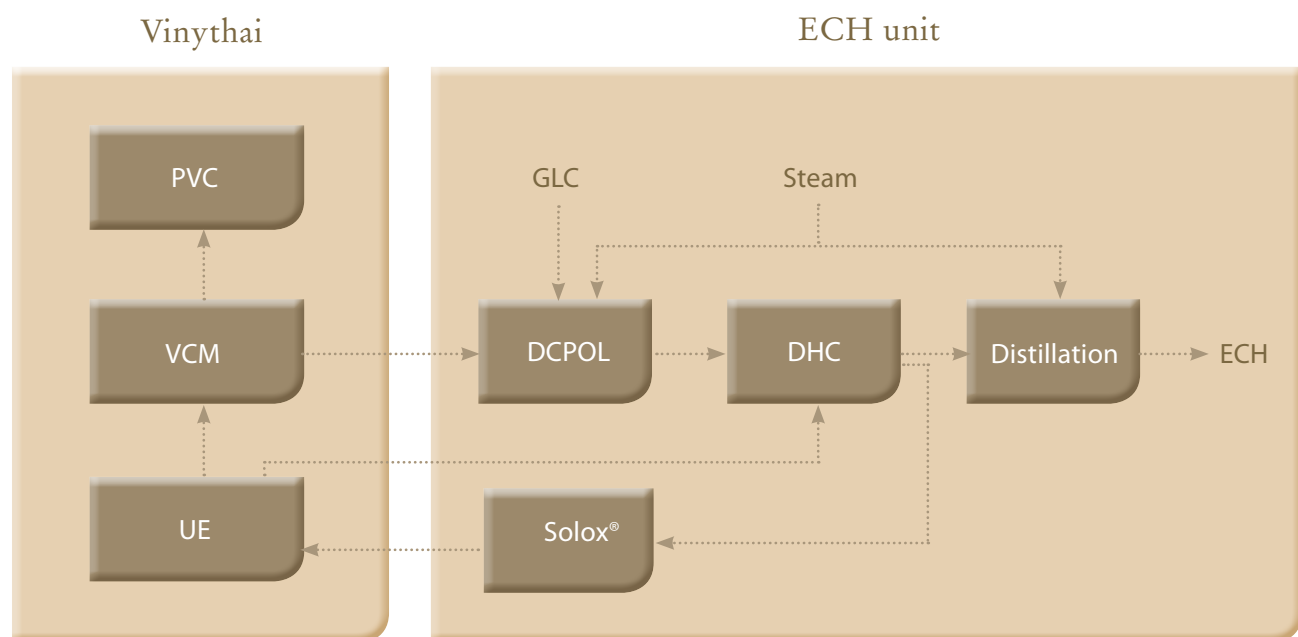 Vinythai
ECH unit
PVC
GLC
Steam
VCM
DCPOL
DHC
Distillation
ECH
UE
Solox®